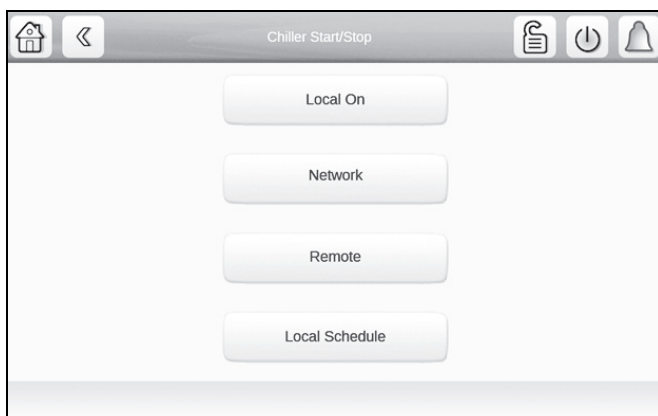 Chiller Start/Stop
Local On
Network
Remote
Local Schedule